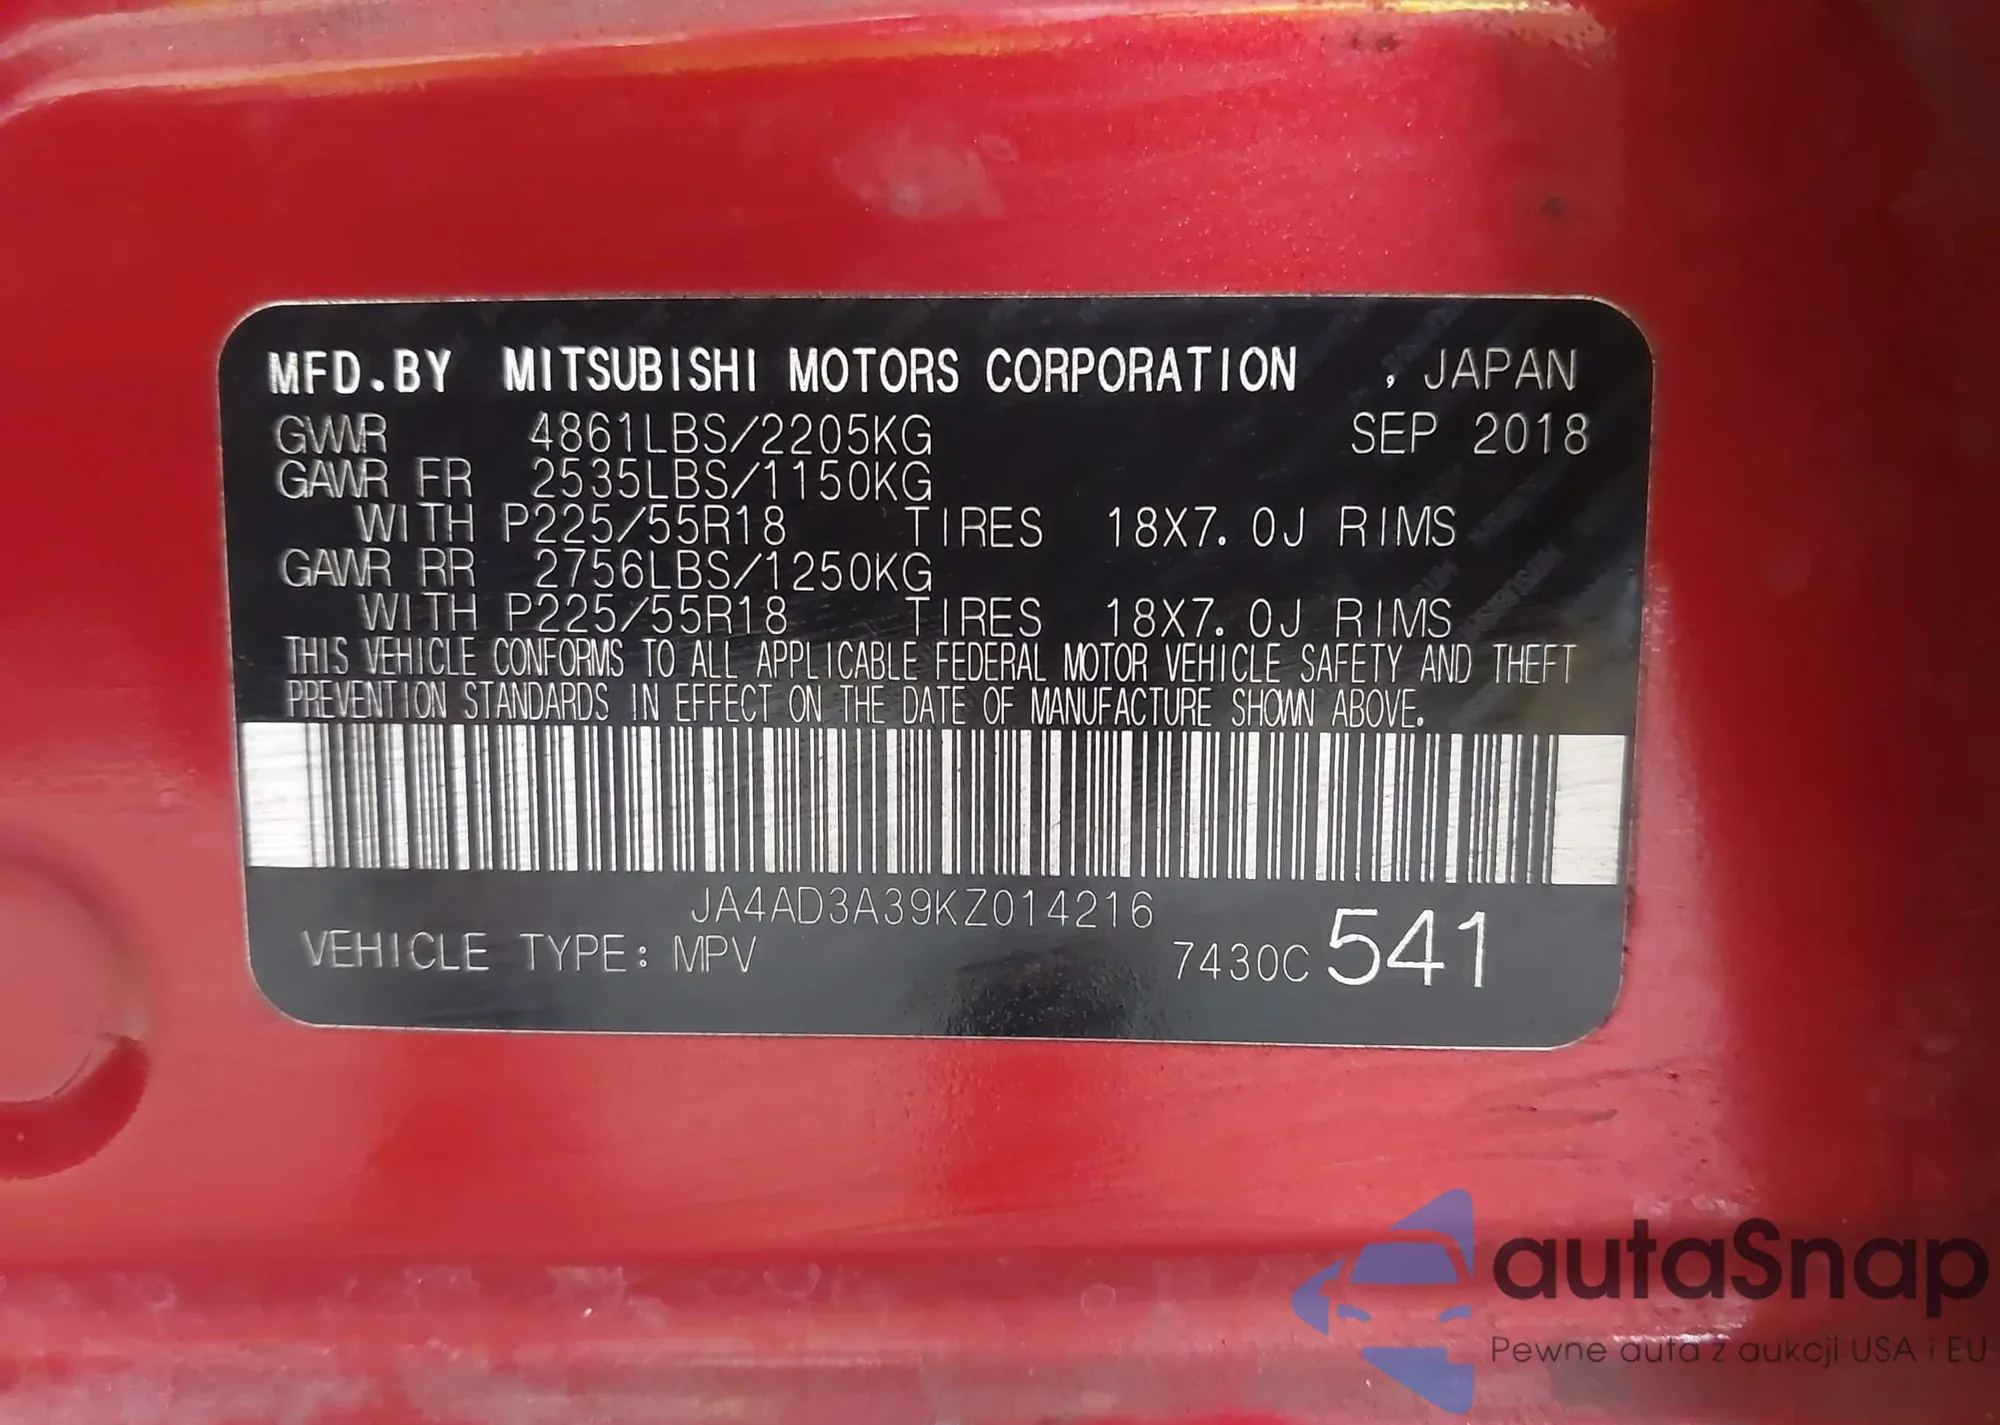 MFD.BY MITSUBISHI MOTORS CORPORATION , JAPAN
GVWR 4861LBS/2205KG SEP 2018
GAWR FR 2535LBS/1150KG
WITH P225/55R18 TIRES 18X7.0J RIMS
GAWR RR 2756LBS/1250KG
WITH P225/55R18 TIRES 18X7.0J RIMS
THIS VEHICLE CONFORMS TO ALL APPLICABLE FEDERAL MOTOR VEHICLE SAFETY AND THEFT
PREVENTION STANDARDS IN EFFECT ON THE DATE OF MANUFACTURE SHOWN ABOVE.
JA4AD3A39KZ014216
VEHICLE TYPE: MPV 7430C 541
autaSnap
Pewne auta z aukcji USA i EU